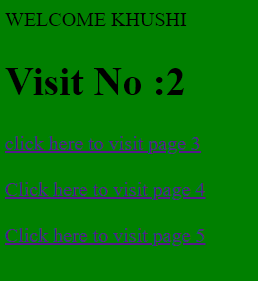 WELCOME KHUSHI
Visit No :2
click here to visit page 3
Click here to visit page 4
Click here to visit page 5